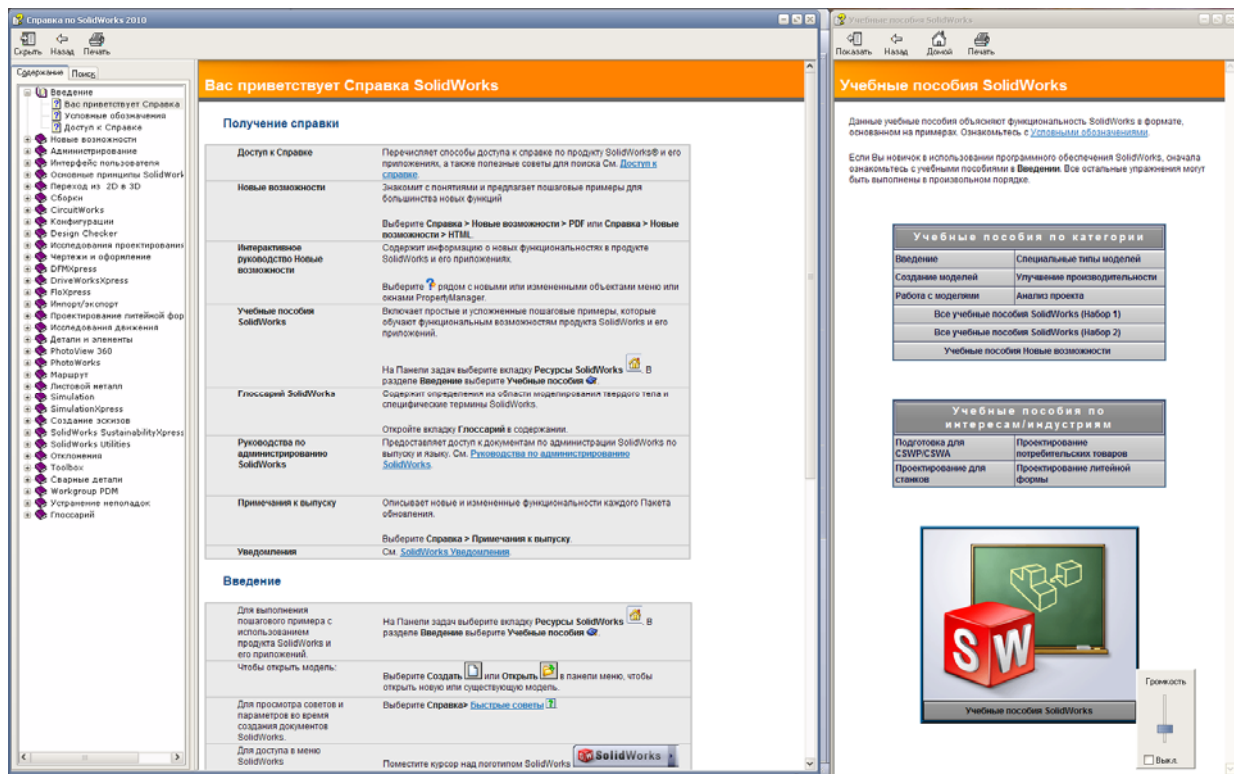 Справка по SolidWorks 2010
Скрыть Назад Печать
Содержание Поиск
Введение
Вас приветствует Справка
Условные обозначения
Доступ к Справке
Новые возможности
Администрирование
Интерфейс пользователя
Основные принципы SolidWork
Переход из 2D в 3D
Сборки
CircuitWorks
Конфигурации
Design Checker
Исследования проектирования
Чертежи и оформление
DFMXpress
DriveWorksXpress
FloXpress
Импорт/экспорт
Проектирование литейной фор
Исследования движения
Детали и элементы
PhotoView 360
PhotoWorks
Маршрут
Листовой металл
Simulation
SimulationXpress
Создание эскизов
SolidWorks SustainabilityXpress
SolidWorks Utilities
Отклонения
Toolbox
Сварные детали
Workgroup PDM
Устранение неполадок
Глоссарий
Вас приветствует Справка SolidWorks
Получение справки
Доступ к Справке
Перечисляет способы доступа к справке по продукту SolidWorks® и его
приложениях, а также полезные советы для поиска См. Доступ к
справке.
Новые возможности
Знакомит с понятиями и предлагает пошаговые примеры для
большинства новых функций
Выберите Справка > Новые возможности > PDF или Справка > Новые
возможности > HTML.
Интерактивное
руководство Новые
возможности
Содержит информацию о новых функциональностях в продукте
SolidWorks и его приложениях.
Выберите ? рядом с новыми или измененными объектами меню или
окнами PropertyManager.
Учебные пособия
SolidWorks
Включает простые и усложненные пошаговые примеры, которые
обучают функциональным возможностям продукта SolidWorks и его
приложений.
На Панели задач выберите вкладку Ресурсы SolidWorks . В
разделе Введение выберите Учебные пособия .
Глоссарий SolidWorks
Содержит определения из области моделирования твердого тела и
специфические термины SolidWorks.
Откройте вкладку Глоссарий в содержании.
Руководства по
администрированию
SolidWorks
Предоставляет доступ к документам по администрации SolidWorks по
выпуску и языку. См. Руководства по администрированию
SolidWorks.
Примечания к выпуску
Описывает новые и измененные функциональности каждого Пакета
обновления.
Выберите Справка > Примечания к выпуску.
Уведомления
См. SolidWorks Уведомления
Введение
Для выполнения
пошагового примера с
использованием
продукта SolidWorks и
его приложений.
На Панели задач выберите вкладку Ресурсы SolidWorks . В
разделе Введение выберите Учебные пособия .
Чтобы открыть модель:
Выберите Создать или Открыть в панели меню, чтобы
открыть новую или существующую модель.
Для просмотра советов и
параметров во время
создания документов
SolidWorks.
Выберите Справка> Быстрые советы ?
Для доступа в меню
SolidWorks
Поместите курсор над логотипом SolidWorks SolidWorks
Учебные пособия SolidWorks
Показать Назад Домой Печать
Учебные пособия SolidWorks
Данные учебные пособия объясняют функциональность SolidWorks в формате,
основанном на примерах. Ознакомьтесь с Условными обозначениями.
Если Вы новичок в использовании программного обеспечения SolidWorks, сначала
ознакомьтесь с учебными пособиями в Введении. Все остальные упражнения могут
быть выполнены в произвольном порядке.
Учебные пособия по категории
Введение Специальные типы моделей
Создание моделей Улучшение производительности
Работа с моделями Анализ проекта
Все учебные пособия SolidWorks (Набор 1)
Все учебные пособия SolidWorks (Набор 2)
Учебные пособия Новые возможности
Учебные пособия по
интересам/индустриям
Подготовка для
CSWP/CSWA
Проектирование
потребительских товаров
Проектирование для
станков
Проектирование литейной
формы
S W
Учебные пособия SolidWorks
Громкость
Выкл.